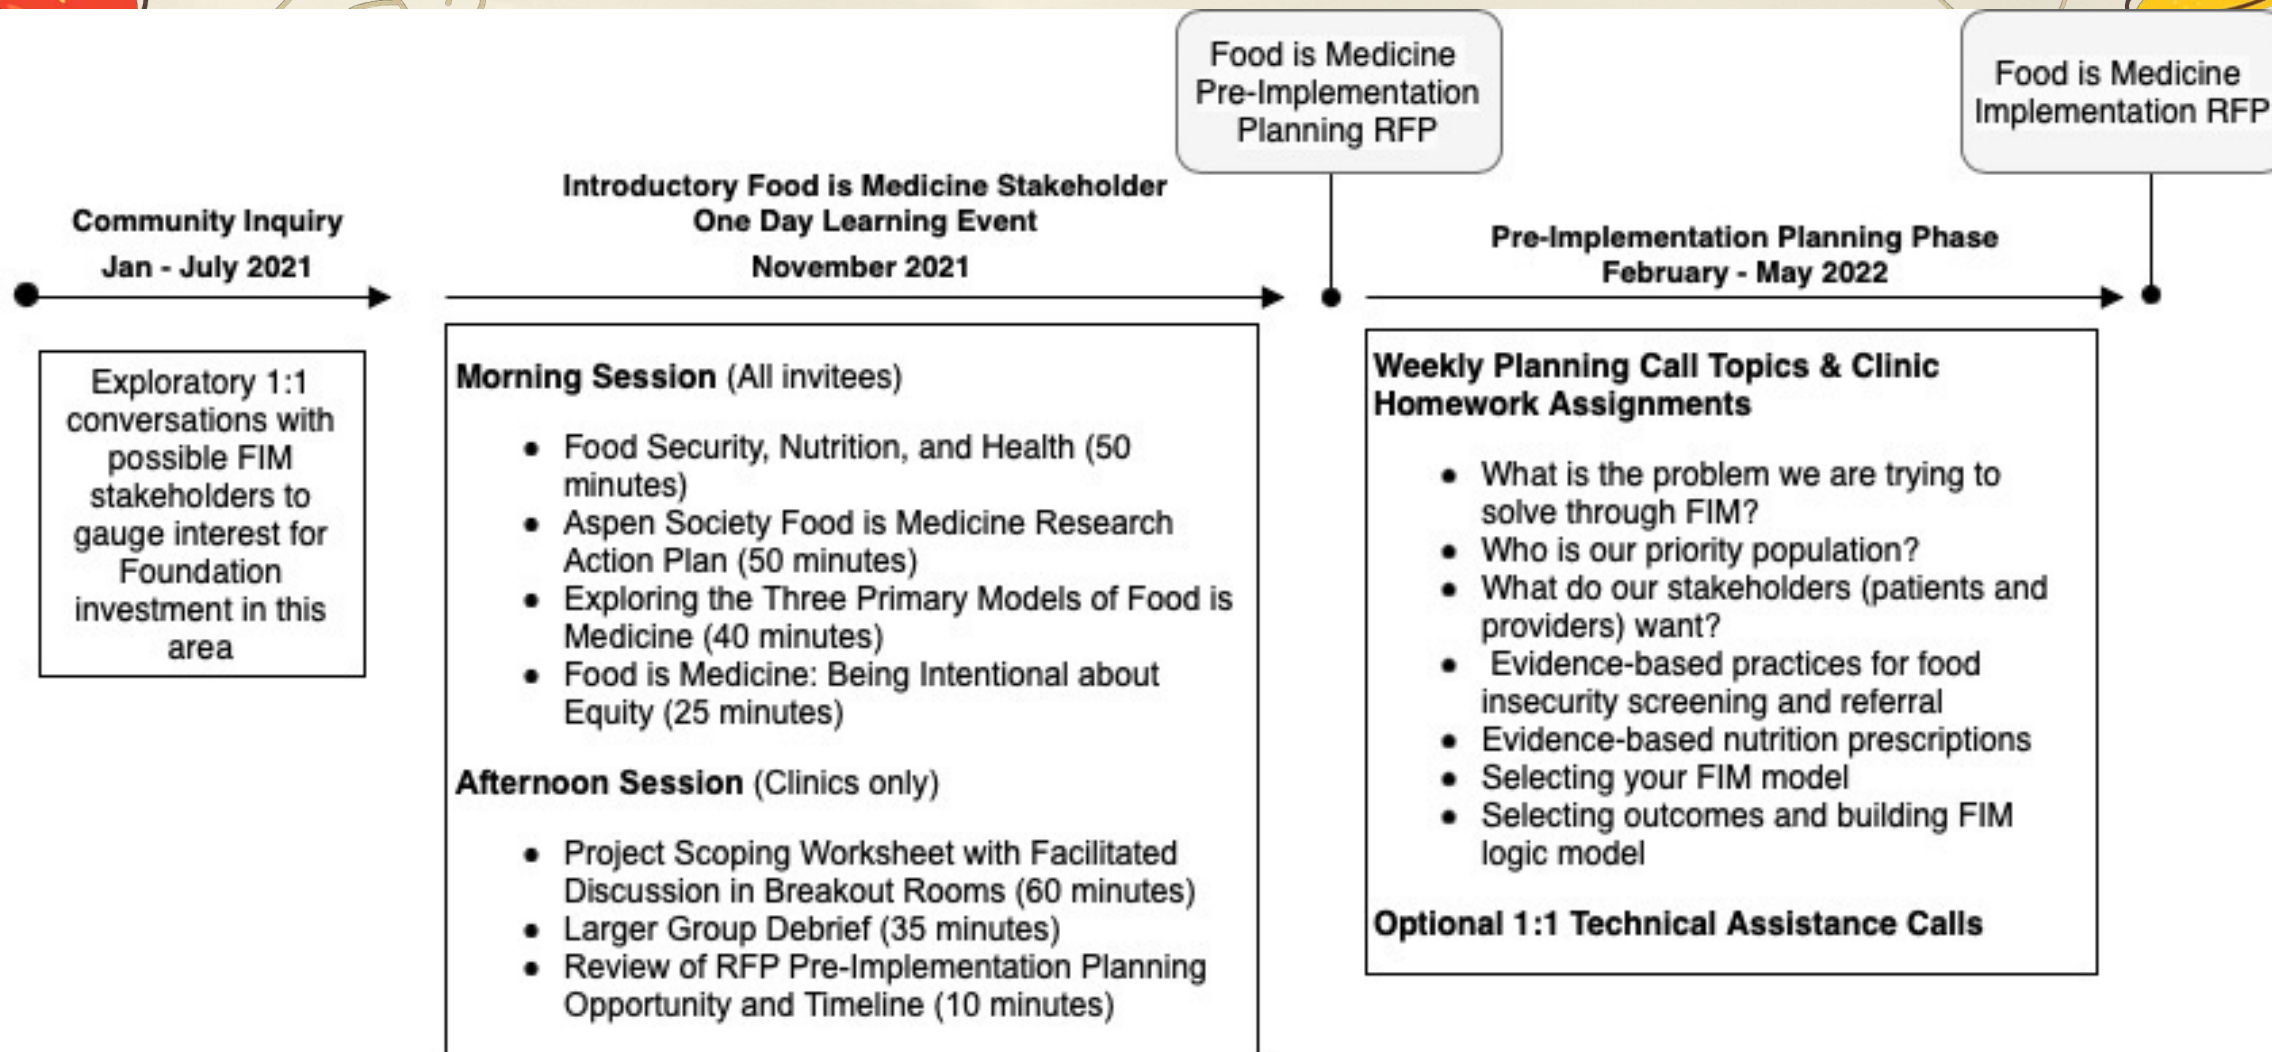 Food is Medicine
Pre-Implementation
Planning RFP
Food is Medicine
Implementation RFP
Community Inquiry
Jan - July 2021
Introductory Food is Medicine Stakeholder
One Day Learning Event
November 2021
Pre-Implementation Planning Phase
February - May 2022
Exploratory 1:1
conversations with
possible FIM
stakeholders to
gauge interest for
Foundation
investment in this
area
Morning Session (All invitees)
● Food Security, Nutrition, and Health (50
minutes)
● Aspen Society Food is Medicine Research
Action Plan (50 minutes)
● Exploring the Three Primary Models of Food is
Medicine (40 minutes)
● Food is Medicine: Being Intentional about
Equity (25 minutes)
Afternoon Session (Clinics only)
● Project Scoping Worksheet with Facilitated
Discussion in Breakout Rooms (60 minutes)
● Larger Group Debrief (35 minutes)
● Review of RFP Pre-Implementation Planning
Opportunity and Timeline (10 minutes)
Weekly Planning Call Topics & Clinic
Homework Assignments
● What is the problem we are trying to
solve through FIM?
● Who is our priority population?
● What do our stakeholders (patients and
providers) want?
● Evidence-based practices for food
insecurity screening and referral
● Evidence-based nutrition prescriptions
● Selecting your FIM model
● Selecting outcomes and building FIM
logic model
Optional 1:1 Technical Assistance Calls